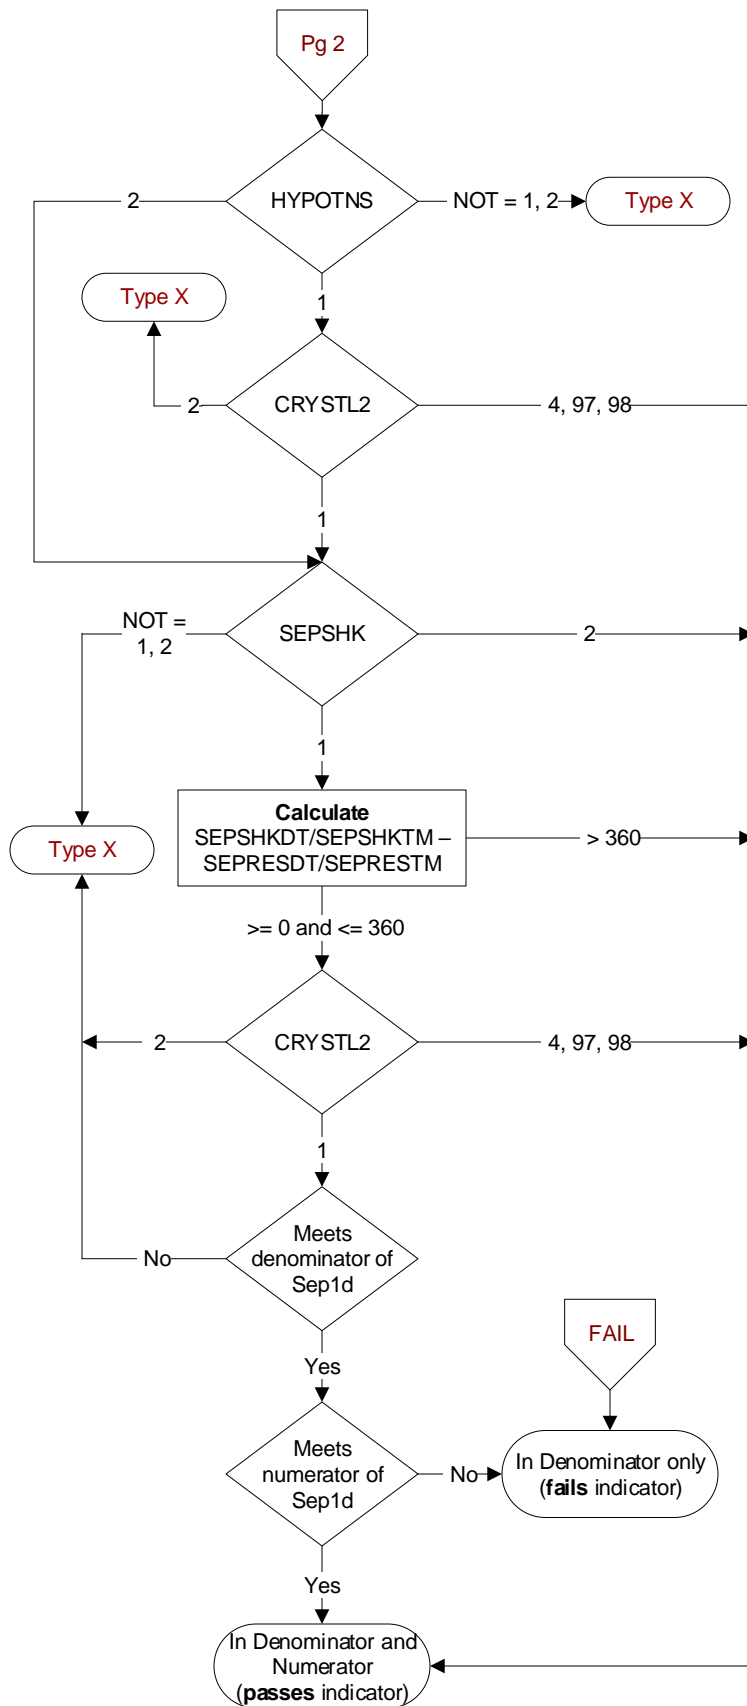 Pg 2
HYPOTNS
2
NOT = 1, 2
Type X
Type X
1
CRYSTL2
2
4, 97, 98
1
SEPSHK
NOT =
1, 2
2
1
Calculate
SEPSHKDT/SEPSHKTM –
SEPRESDT/SEPRESTM
> 360
Type X
>= 0 and <= 360
CRYSTL2
2
4, 97, 98
1
Meets
denominator of
Sep1d
No
Yes
FAIL
Meets
numerator of
Sep1d
No
In Denominator only
(fails indicator)
Yes
In Denominator and
Numerator
(passes indicator)